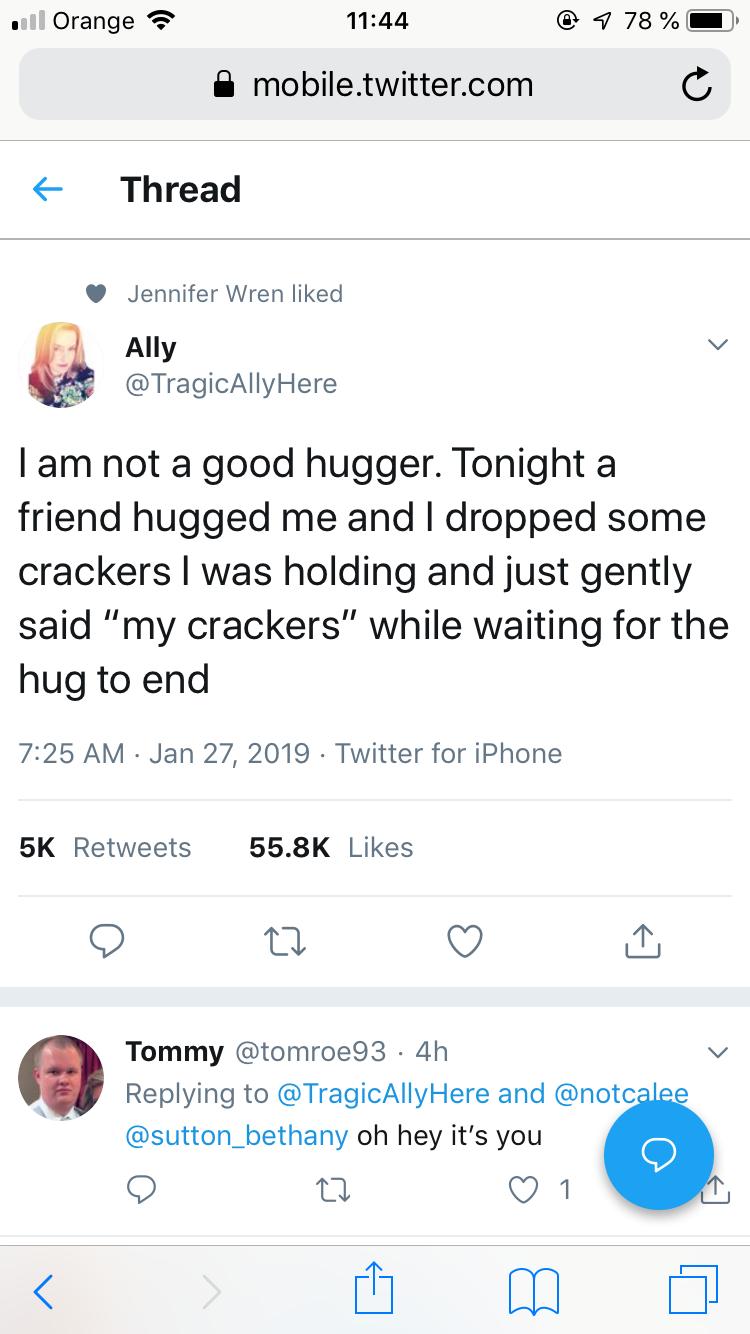 Orange 11:44 78 %
mobile.twitter.com
Thread
Jennifer Wren liked
Ally
@TragicAllyHere
I am not a good hugger. Tonight a
friend hugged me and I dropped some
crackers I was holding and just gently
said “my crackers” while waiting for the
hug to end
7:25 AM · Jan 27, 2019 · Twitter for iPhone
5K Retweets 55.8K Likes
Tommy @tomroe93 · 4h
Replying to @TragicAllyHere and @notcalee
@sutton_bethany oh hey it’s you
1